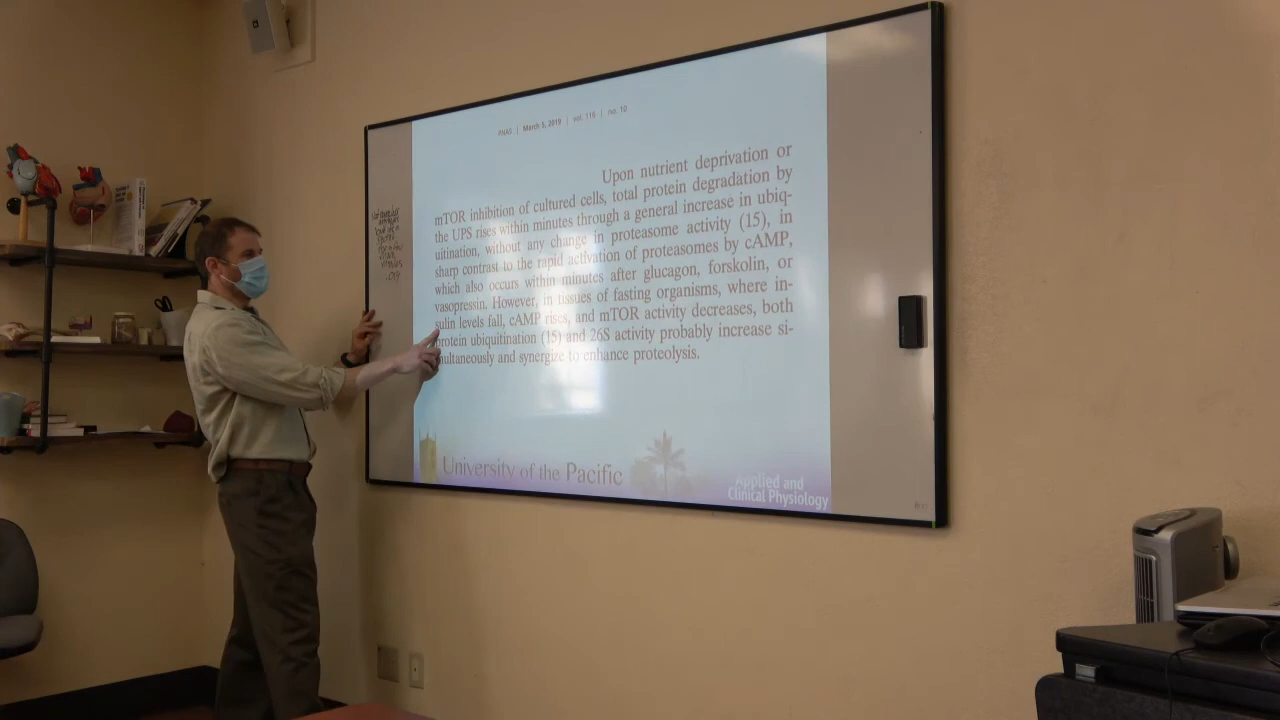 PNAS | March 5, 2019 | vol. 116 | no. 10
Upon nutrient deprivation or
mTOR inhibition of cultured cells, total protein degradation by
the UPS rises within minutes through a general increase in ubiq-
uitination, without any change in proteasome activity (15), in
sharp contrast to the rapid activation of proteasomes by cAMP,
which also occurs within minutes after glucagon, forskolin, or
vasopressin. However, in tissues of fasting organisms, where in-
sulin levels fall, cAMP rises, and mTOR activity decreases, both
protein ubiquitination (15) and 26S activity probably increase si-
multaneously and synergize to enhance proteolysis.
University of the Pacific
Applied and
Clinical Physiology